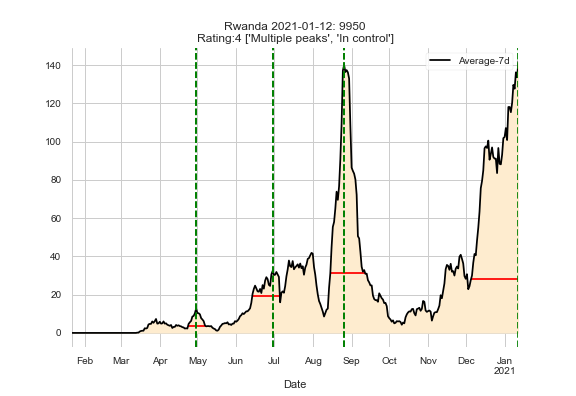 Rwanda 2021-01-12: 9950
Rating:4 ['Multiple peaks', 'In control']
Average-7d
140
120
100
80
60
40
20
0
Feb Mar Apr May Jun Jul Aug Sep Oct Nov Dec Jan
2021
Date